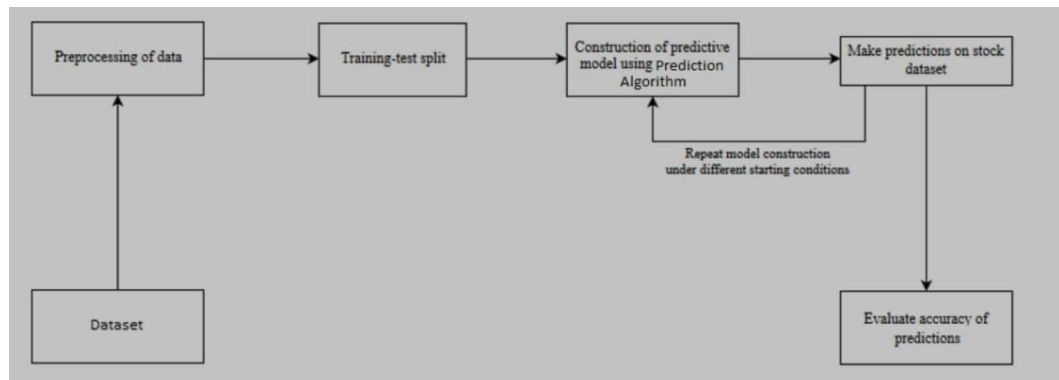 Preprocessing of data
Training-test split
Construction of predictive
model using Prediction
Algorithm
Make predictions on stock
dataset
Repeat model construction
under different starting conditions
Dataset
Evaluate accuracy of
predictions